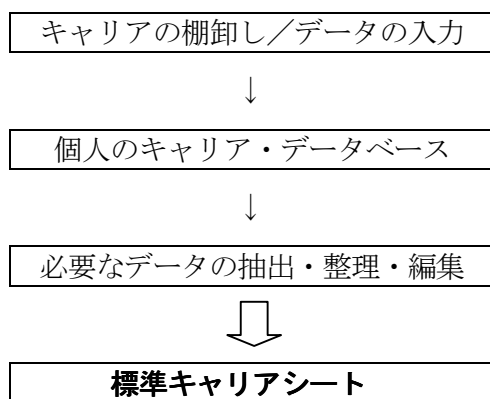 キャリアの棚卸し／データの入力
↓
個人のキャリア・データベース
↓
必要なデータの抽出・整理・編集
標準キャリアシート